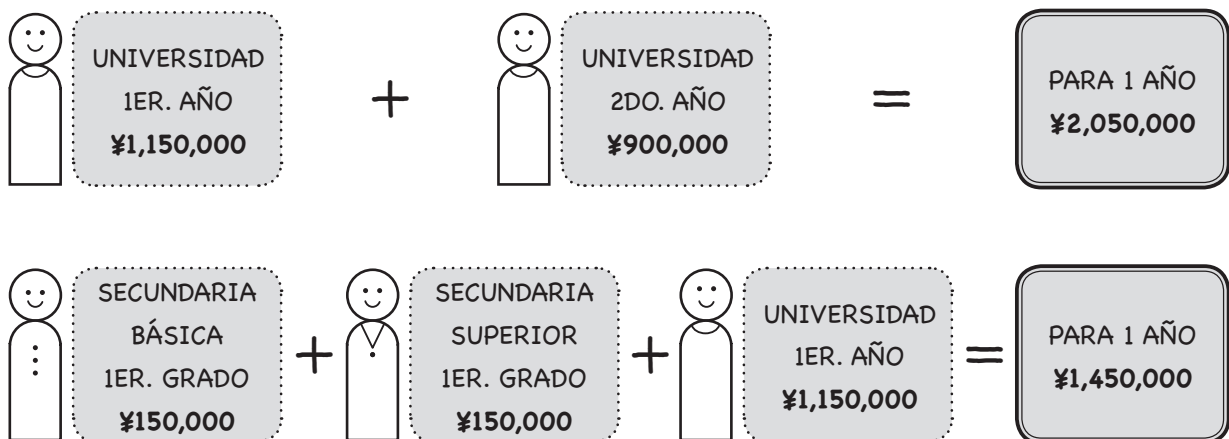 UNIVERSIDAD
1ER. AÑO
¥1,150,000
+
UNIVERSIDAD
2DO. AÑO
¥900,000
=
PARA 1 AÑO
¥2,050,000
SECUNDARIA
BÁSICA
1ER. GRADO
¥150,000
+
SECUNDARIA
SUPERIOR
1ER. GRADO
¥150,000
+
UNIVERSIDAD
1ER. AÑO
¥1,150,000
=
PARA 1 AÑO
¥1,450,000